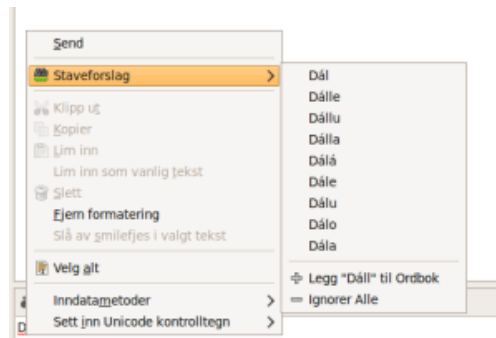 Send
Staveforslag
Klipp ut
Kopier
Lim inn
Lim inn som vanlig tekst
Slett
Fjern formatering
Slå av smilefjes i valgt tekst
Velg alt
Inndatametoder
Sett inn Unicode kontrolltegn
Dál
Dálle
Dállu
Dálla
Dálá
Dále
Dálu
Dálo
Dála
Legg "Dáll" til Ordbok
Ignorer Alle